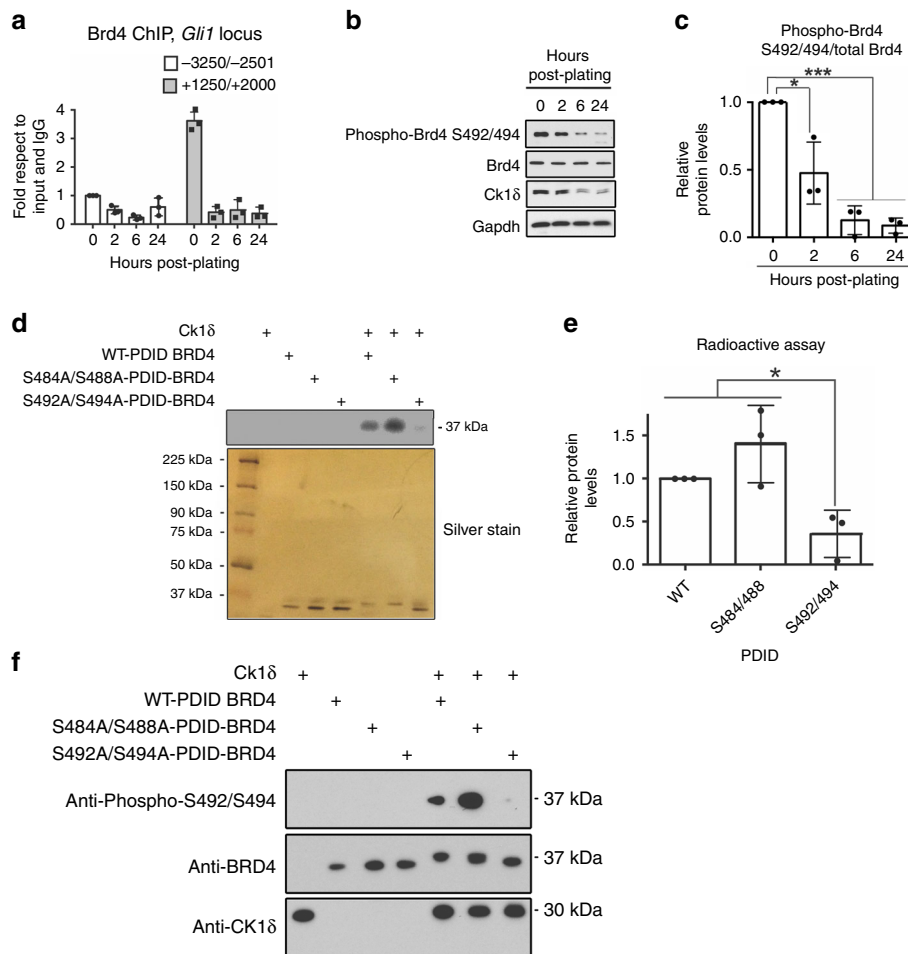 a
Brd4 ChIP, Gli1 locus
–3250/–2501
+1250/+2000
Fold respect to
input and IgG
4
3
2
1
0
0 2 6 24 0 2 6 24
Hours post-plating
b
Hours
post-plating
0 2 6 24
Phospho-Brd4 S492/494
Brd4
Ck1δ
Gapdh
c
Phospho-Brd4
S492/494/total Brd4
***
*
Relative
protein levels
1.0
0.5
0.0
0 2 6 24
Hours post-plating
d
Ck1δ + + + +
WT-PDID BRD4 + +
S484A/S488A-PDID-BRD4 + +
S492A/S494A-PDID-BRD4 + +
- 37 kDa
225 kDa -
150 kDa -
90 kDa -
75 kDa -
50 kDa -
37 kDa -
Silver stain
e
Radioactive assay
*
Relative protein
levels
1.5
1.0
0.5
0.0
WT
S484/488
S492/494
PDID
f
Ck1δ + + + +
WT-PDID BRD4 + +
S484A/S488A-PDID-BRD4 + +
S492A/S494A-PDID-BRD4 + +
Anti-Phospho-S492/S494
- 37 kDa
Anti-BRD4
- 37 kDa
Anti-CK1δ
- 30 kDa